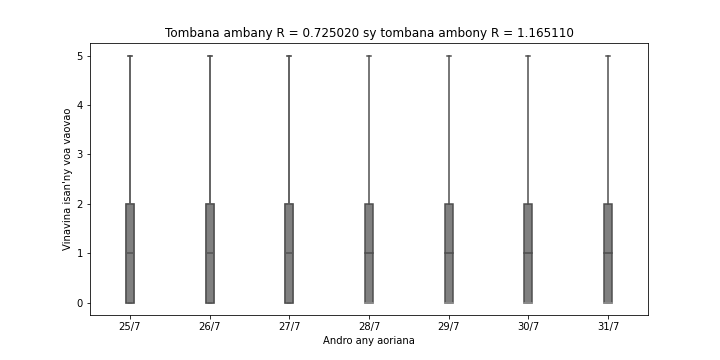 Tombana ambany R = 0.725020 sy tombana ambony R = 1.165110
Vinavina isan'ny voa vaovao
5
4
3
2
1
0
25/7 26/7 27/7 28/7 29/7 30/7 31/7
Andro any aoriana